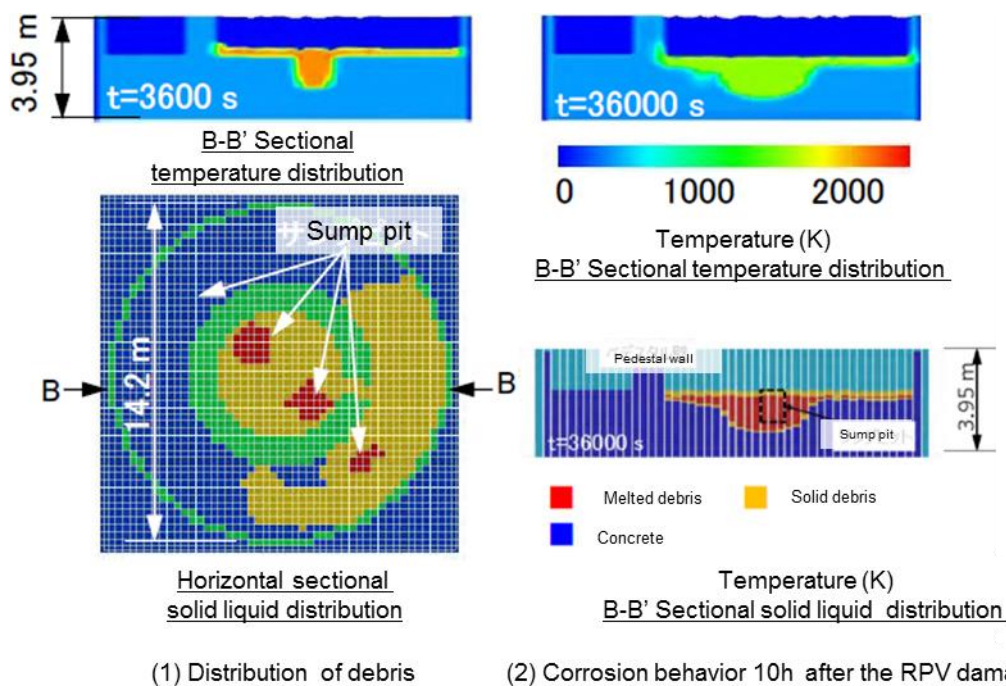 3.95 m
t=3600 s
B-B' Sectional
temperature distribution
t=36000 s
0 1000 2000
Temperature (K)
B-B' Sectional temperature distribution
Sump pit
14.2 m
B
B
Horizontal sectional
solid liquid distribution
Pedestal wall
t=36000 s
Sump pit
3.95 m
Melted debris
Solid debris
Concrete
Temperature (K)
B-B' Sectional solid liquid distribution
(1) Distribution of debris
(2) Corrosion behavior 10h after the RPV dama